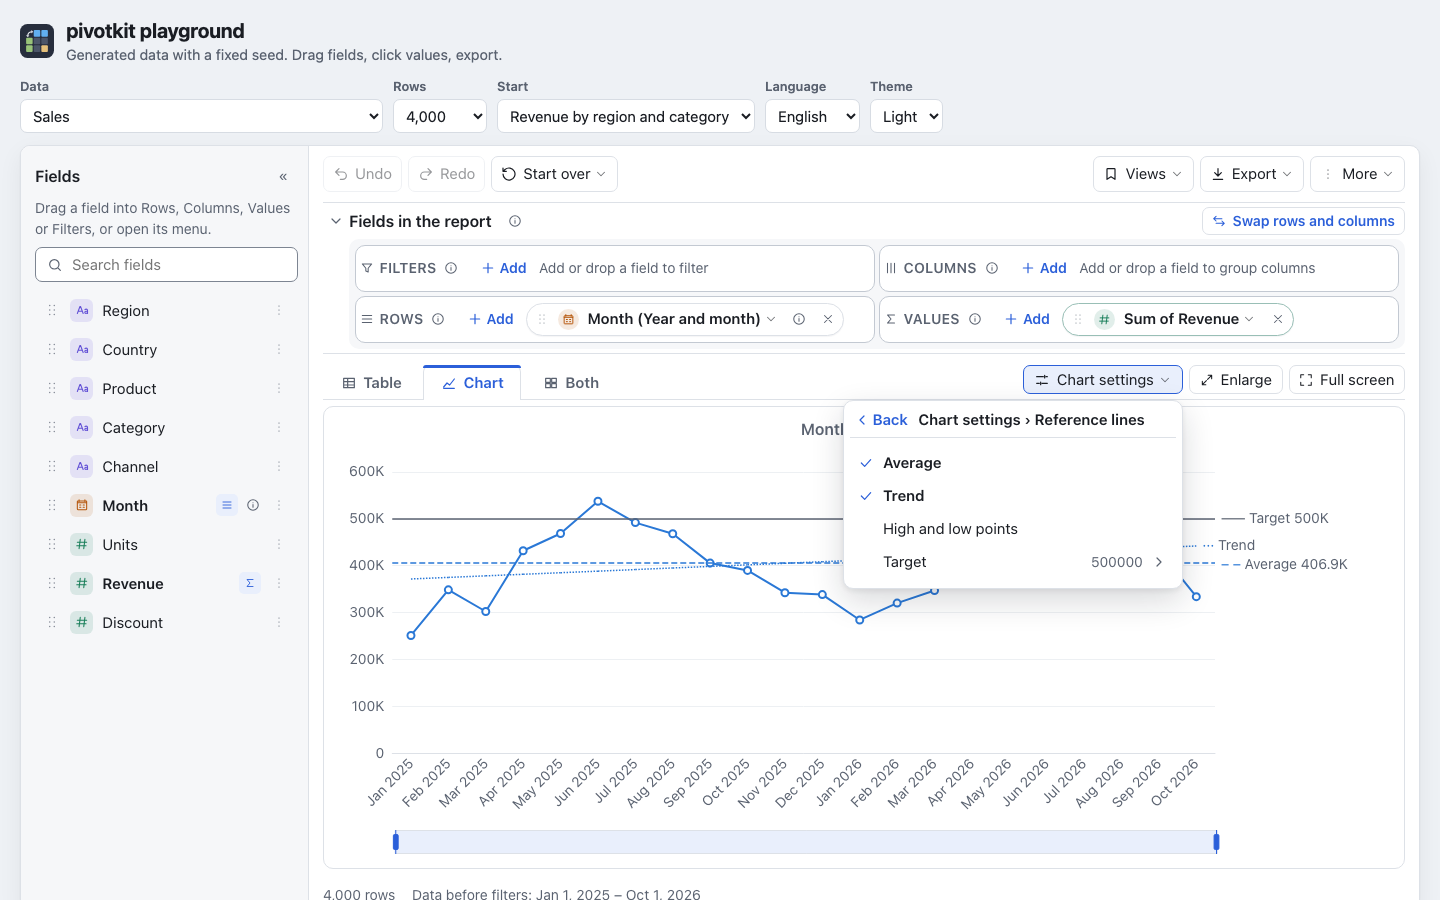 pivotkit playground
Generated data with a fixed seed. Drag fields, click values, export.
Data
Rows
Start
Language
Theme
Sales
4,000
Revenue by region and category
English
Light
Fields
«
Drag a field into Rows, Columns, Values
or Filters, or open its menu.
Search fields
Aa Region
Aa Country
Aa Product
Aa Category
Aa Channel
Month
# Units
# Revenue Σ
# Discount
Undo
Redo
Start over
Views
Export
More
Fields in the report
Swap rows and columns
FILTERS
+ Add
Add or drop a field to filter
COLUMNS
+ Add
Add or drop a field to group columns
ROWS
+ Add
Month (Year and month)
Σ VALUES
+ Add
# Sum of Revenue
Table
Chart
Both
Chart settings
Enlarge
Full screen
Back
Chart settings › Reference lines
Average
Trend
High and low points
Target 500000
600K
500K
400K
300K
200K
100K
0
Target 500K
Trend
Average 406.9K
Jan 2025
Feb 2025
Mar 2025
Apr 2025
May 2025
Jun 2025
Jul 2025
Aug 2025
Sep 2025
Oct 2025
Nov 2025
Dec 2025
Jan 2026
Feb 2026
Mar 2026
Apr 2026
May 2026
Jun 2026
Jul 2026
Aug 2026
Sep 2026
Oct 2026
4,000 rows
Data before filters: Jan 1, 2025 – Oct 1, 2026